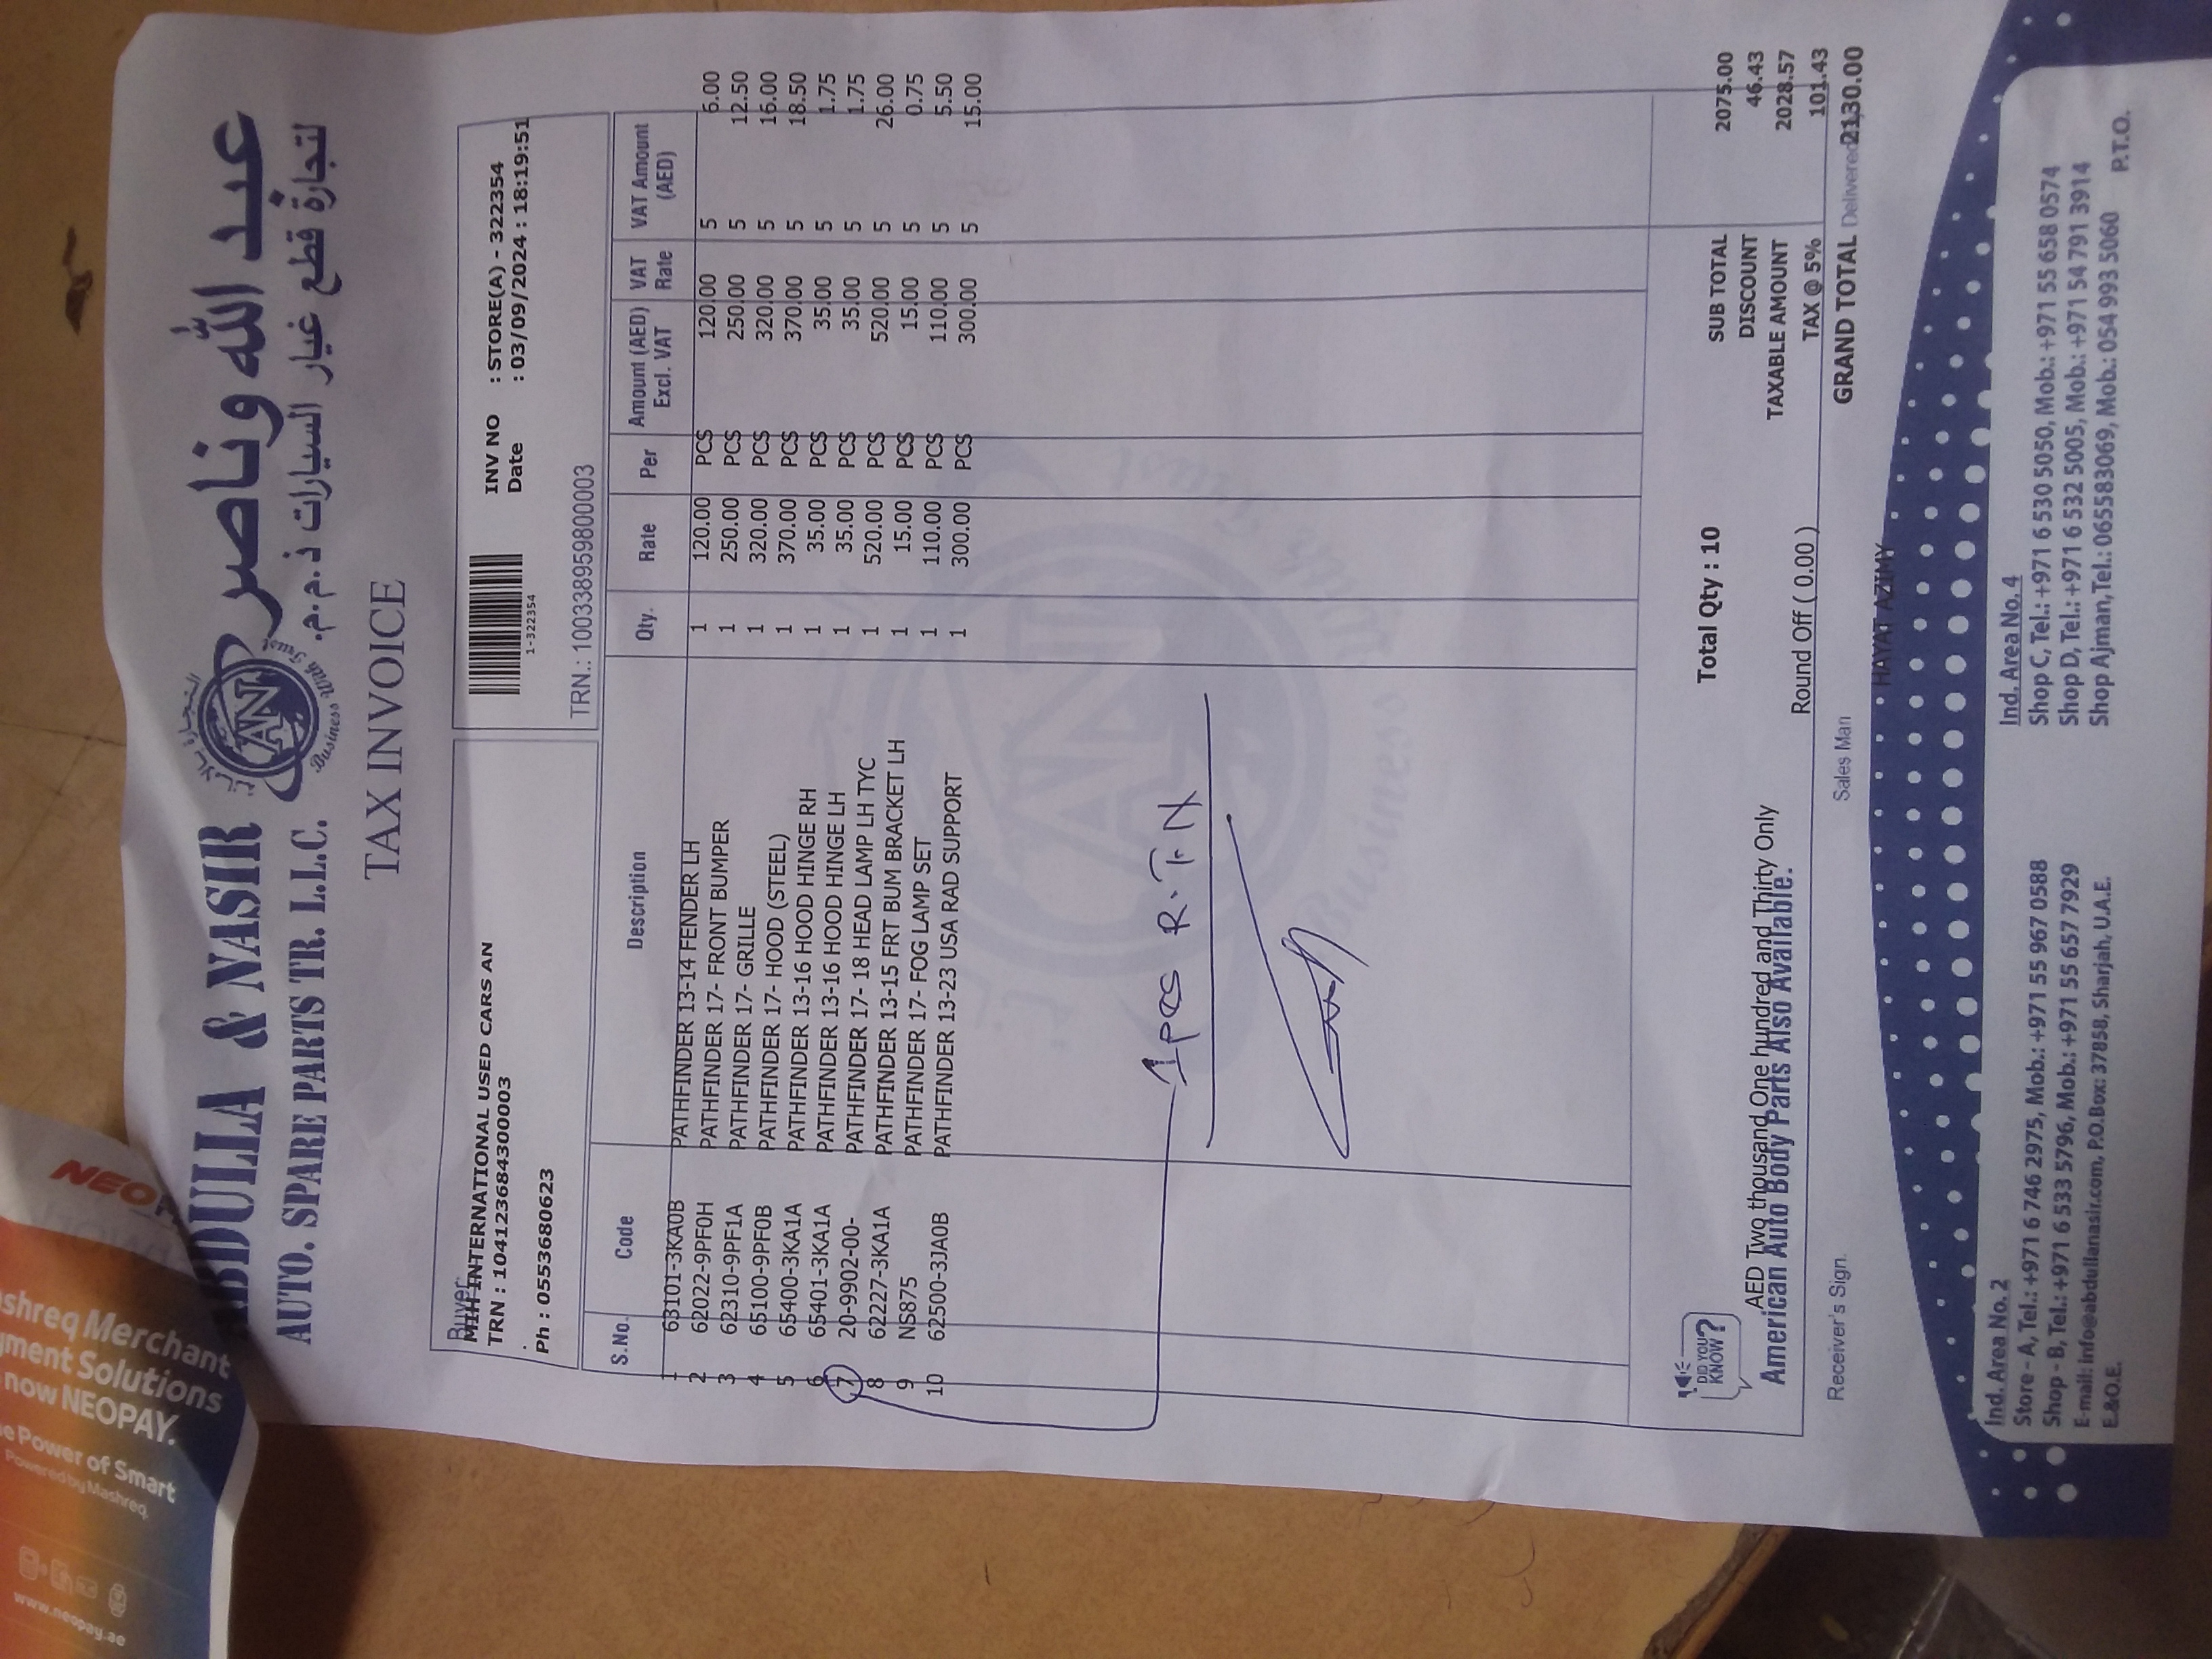 NEO
shreq Merchant
ment Solutions
now NEOPAY.
e Power of Smart
Powered by Mashreq
www.neopay.ae
عبد الله وناصر
لتجارة قطع غيار السيارات ذ.م.م.
ABDULLA & NASIR
AUTO. SPARE PARTS TR. L.L.C.
AN
Business With Trust
TAX INVOICE
Buyer
MIH INTERNATIONAL USED CARS AN
TRN : 104123684300003
Ph : 0553680623
1-322354
INV NO : STORE(A) - 322354
Date : 03/09/2024 : 18:19:51
TRN.: 100338959800003
S.No. Code Description Qty. Rate Per Amount (AED) Excl. VAT VAT Rate VAT Amount (AED)
1 63101-3KA0B PATHFINDER 13-14 FENDER LH 1 120.00 PCS 120.00 5 6.00
2 62022-9PF0H PATHFINDER 17- FRONT BUMPER 1 250.00 PCS 250.00 5 12.50
3 62310-9PF1A PATHFINDER 17- GRILLE 1 320.00 PCS 320.00 5 16.00
4 65100-9PF0B PATHFINDER 17- HOOD (STEEL) 1 370.00 PCS 370.00 5 18.50
5 65400-3KA1A PATHFINDER 13-16 HOOD HINGE RH 1 35.00 PCS 35.00 5 1.75
6 65401-3KA1A PATHFINDER 13-16 HOOD HINGE LH 1 35.00 PCS 35.00 5 1.75
7 20-9902-00- PATHFINDER 17- 18 HEAD LAMP LH TYC 1 520.00 PCS 520.00 5 26.00
8 62227-3KA1A PATHFINDER 13-15 FRT BUM BRACKET LH 1 15.00 PCS 15.00 5 0.75
9 NS875 PATHFINDER 17- FOG LAMP SET 1 110.00 PCS 110.00 5 5.50
10 62500-3JA0B PATHFINDER 13-23 USA RAD SUPPORT 1 300.00 PCS 300.00 5 15.00
1 pcs R.T.N
Total Qty : 10
SUB TOTAL 2075.00
DISCOUNT 46.43
TAXABLE AMOUNT 2028.57
Round Off ( 0.00 ) TAX @ 5% 101.43
GRAND TOTAL 2130.00
DID YOU KNOW?
AED Two thousand One hundred and Thirty Only
American Auto Body Parts Also Available.
Receiver's Sign. Sales Man Delivered
HAYAT AZIMY
Ind. Area No. 2
Store - A, Tel.: +971 6 746 2975, Mob.: +971 55 967 0588
Shop - B, Tel.: +971 6 533 5796, Mob.: +971 55 657 7929
E-mail: info@abdullanasir.com, P.O.Box: 37858, Sharjah, U.A.E.
E.&O.E.
Ind. Area No. 4
Shop C, Tel.: +971 6 530 5050, Mob.: +971 55 658 0574
Shop D, Tel.: +971 6 532 5005, Mob.: +971 54 791 3914
Shop Ajman, Tel.: 065583069, Mob.: 054 993 5060
P.T.O.